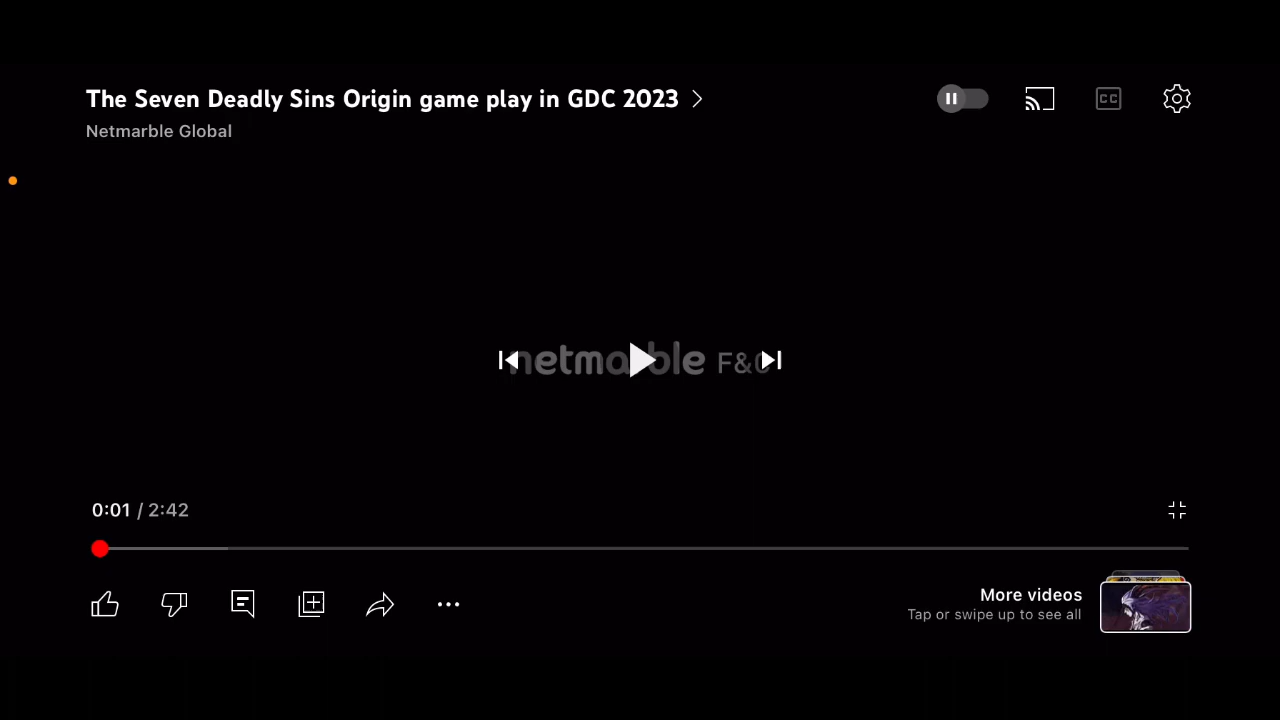 The Seven Deadly Sins Origin game play in GDC 2023
Netmarble Global
CC
netmarble F&C
0:01 / 2:42
More videos
Tap or swipe up to see all